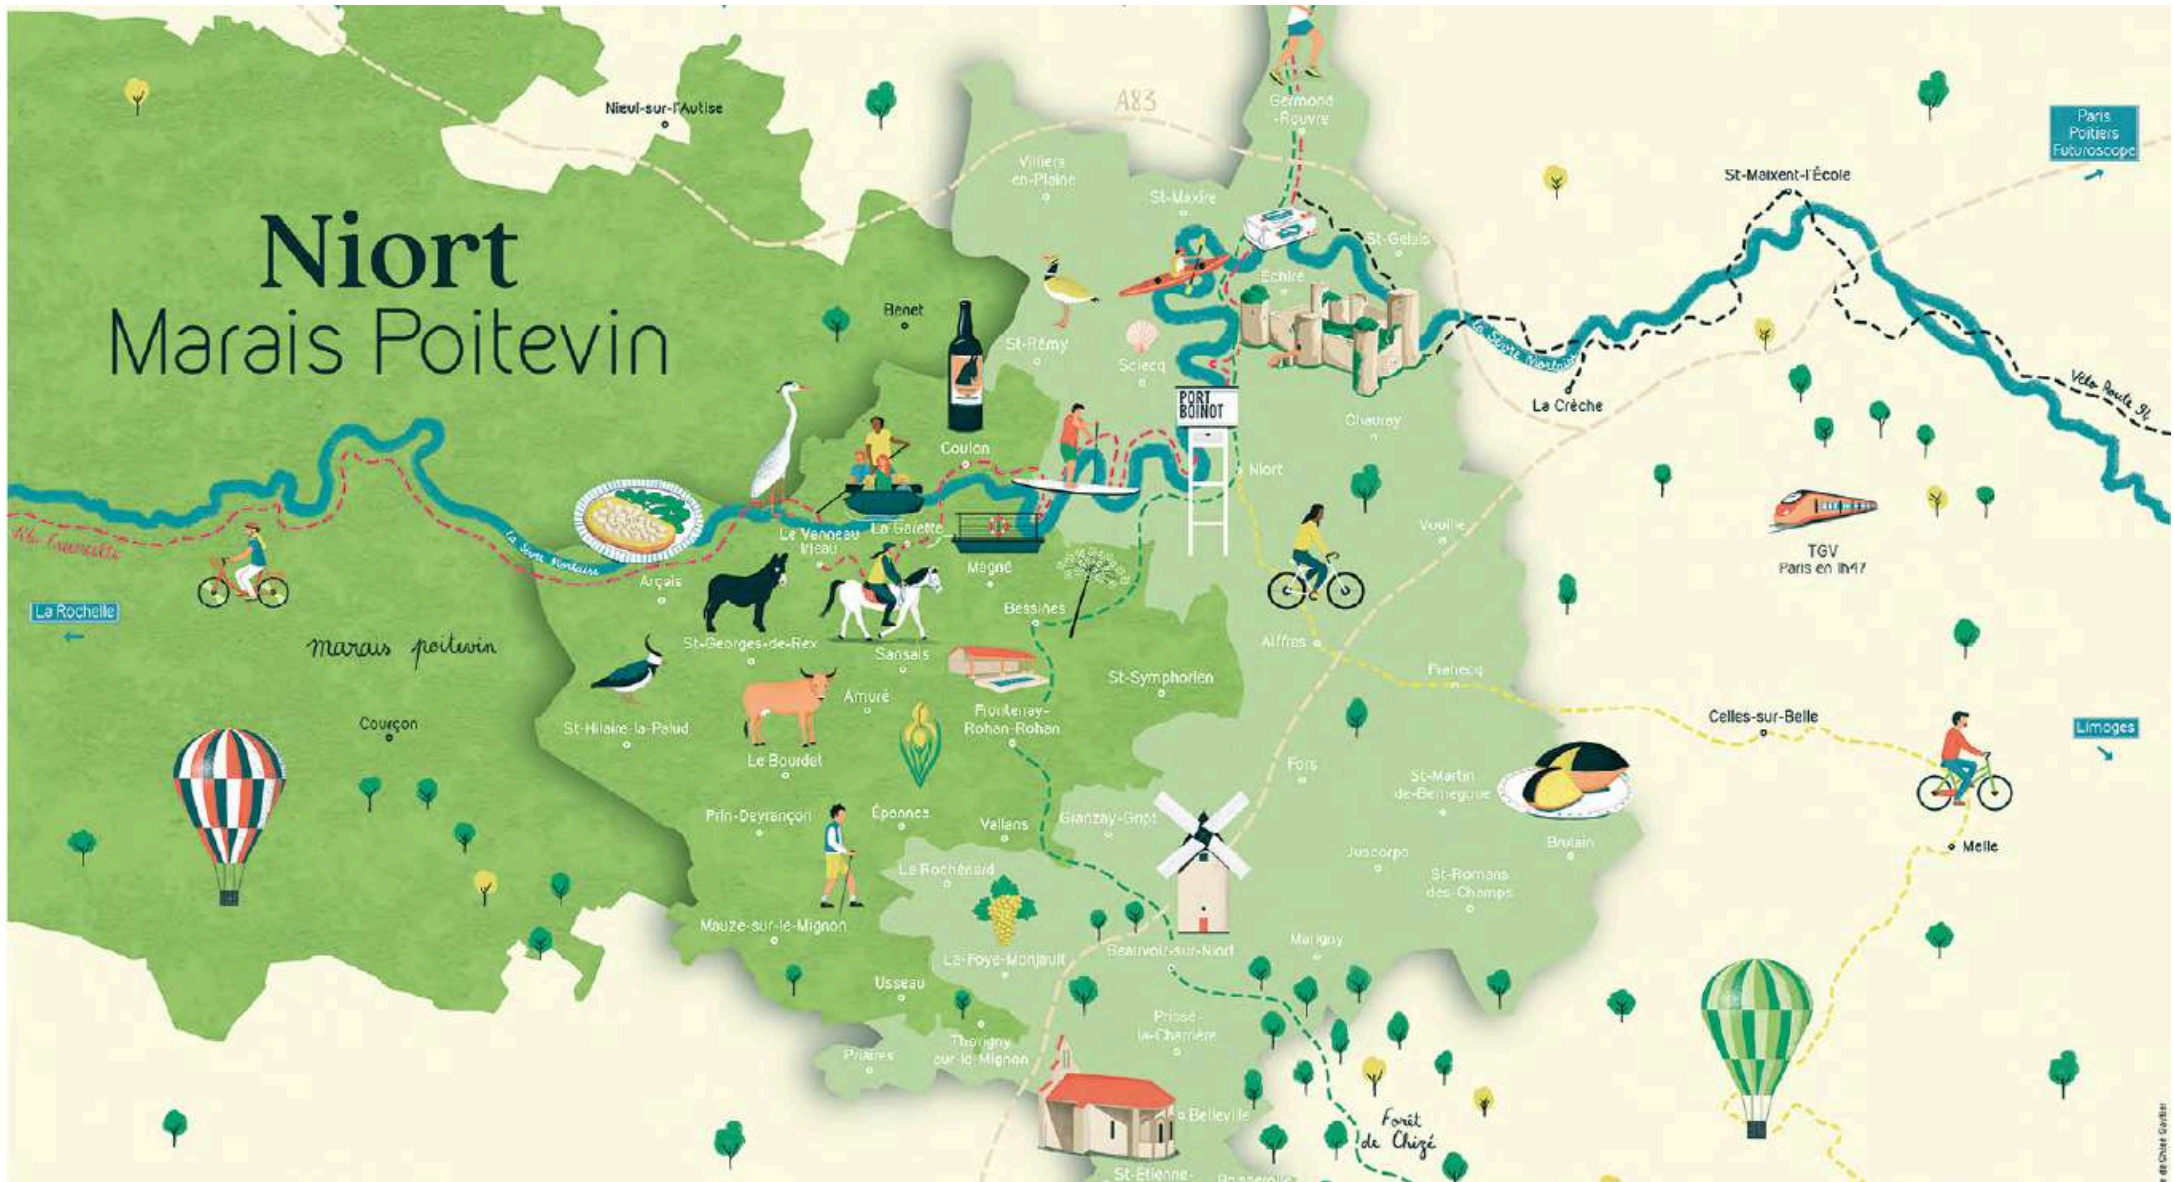 Nieul-sur-l'Autise
A83
Germond
-Rouvre
Paris
Poitiers
Futuroscope
Villiers
en-Plaine
St-Maxire
St-Maixent-l'École
Niort
Marais Poitevin
St-Gelais
Échiré
Benet
St-Rémy
Sciecq
La Sèvre Niortaise
PORT
BOINOT
La Crèche
Vélo Route 94
Chauray
Coulon
Niort
Vouillé
TGV
Paris en 1h47
Vélo Francette
La Sèvre Niortaise
Le Vanneau
Irleau
La Garette
Magné
Arçais
La Rochelle
Bessines
marais poitevin
St-Georges-de-Rex
Sansais
Aiffres
Prahecq
St-Symphorien
Amuré
Courçon
St-Hilaire-la-Palud
Frontenay-
Rohan-Rohan
Celles-sur-Belle
Limoges
Le Bourdet
Fors
St-Martin
de-Bernegoue
Prin-Deyrançon
Épannes
Vallans
Granzay-Gript
Juscorps
Brulain
Melle
La Rochénard
St-Romans
des-Champs
Mauzé-sur-le-Mignon
La-Foye-Monjault
Beauvoir-sur-Niort
Marigny
Usseau
Prissé-
la-Charrière
Priaires
Thorigny
sur-le-Mignon
Belleville
Forêt
de Chizé
St-Etienne-